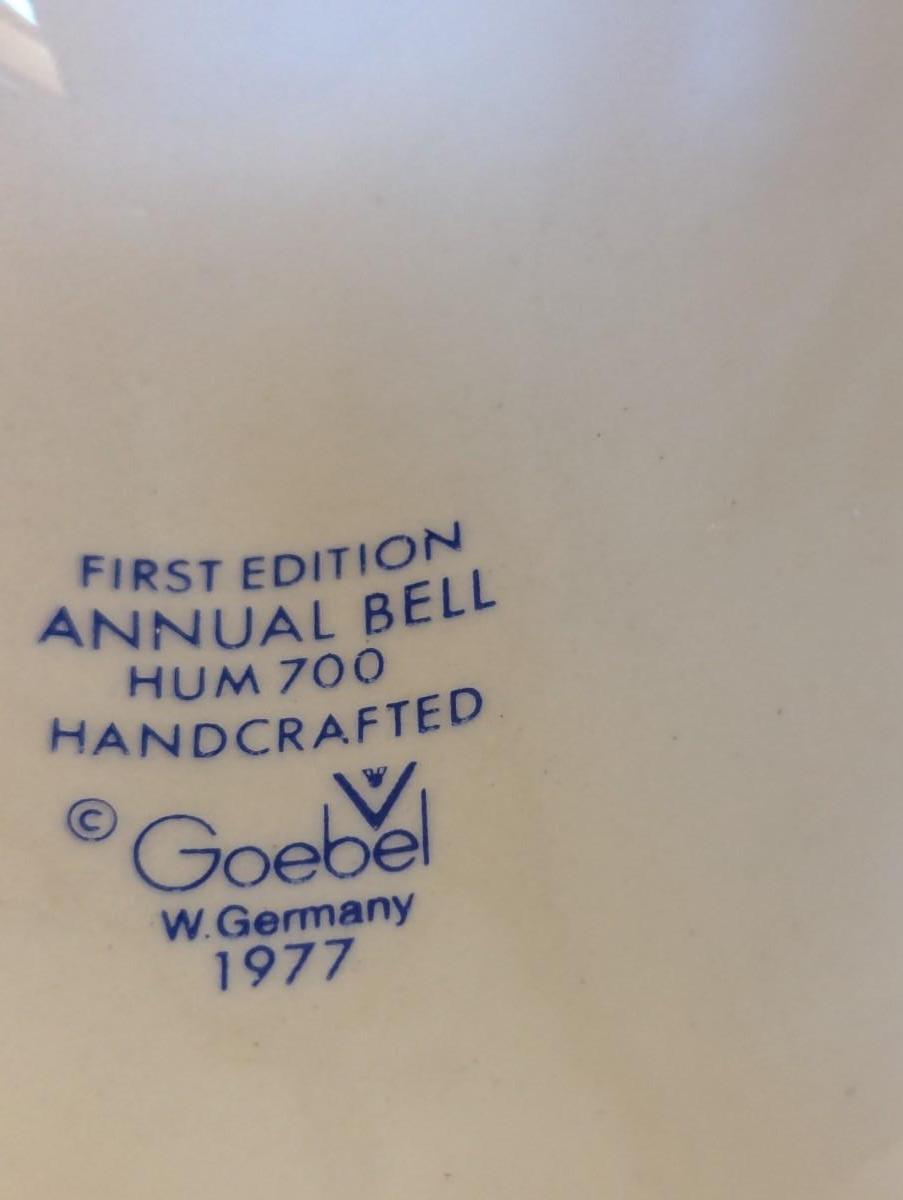 FIRST EDITION
ANNUAL BELL
HUM 700
HANDCRAFTED
© Goebel
W. Germany
1977